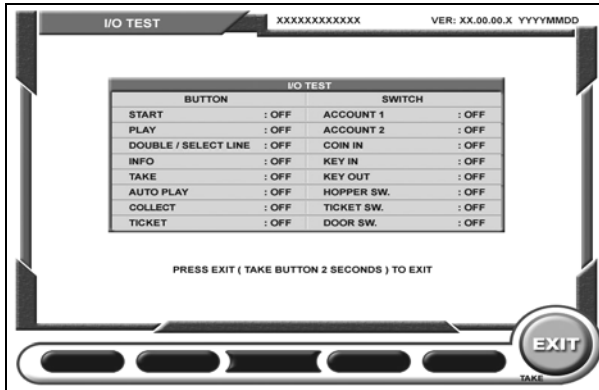 I/O TEST XXXXXXXXXXXX VER: XX.00.00.X YYYYMMDD
I/O TEST
BUTTON SWITCH
START : OFF ACCOUNT 1 : OFF
PLAY : OFF ACCOUNT 2 : OFF
DOUBLE / SELECT LINE : OFF COIN IN : OFF
INFO : OFF KEY IN : OFF
TAKE : OFF KEY OUT : OFF
AUTO PLAY : OFF HOPPER SW. : OFF
COLLECT : OFF TICKET SW. : OFF
TICKET : OFF DOOR SW. : OFF
PRESS EXIT ( TAKE BUTTON 2 SECONDS ) TO EXIT
EXIT
TAKE